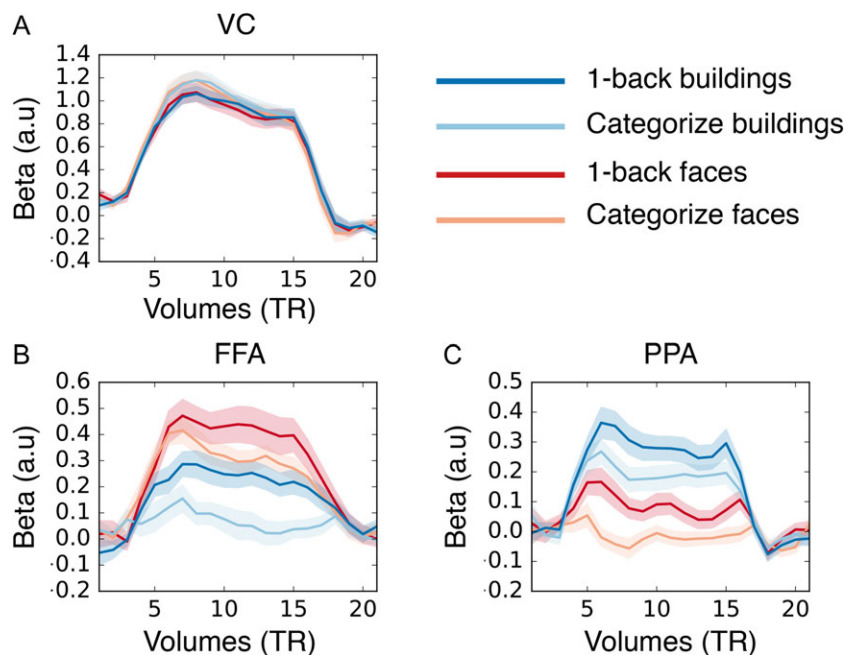 A
VC
1.4
1.2
1.0
0.8
0.6
0.4
0.2
0.0
-0.2
-0.4
Beta (a.u)
5 10 15 20
Volumes (TR)
1-back buildings
Categorize buildings
1-back faces
Categorize faces
B
FFA
0.6
0.5
0.4
0.3
0.2
0.1
0.0
-0.1
-0.2
Beta (a.u)
5 10 15 20
Volumes (TR)
C
PPA
0.5
0.4
0.3
0.2
0.1
0.0
-0.1
-0.2
Beta (a.u)
5 10 15 20
Volumes (TR)